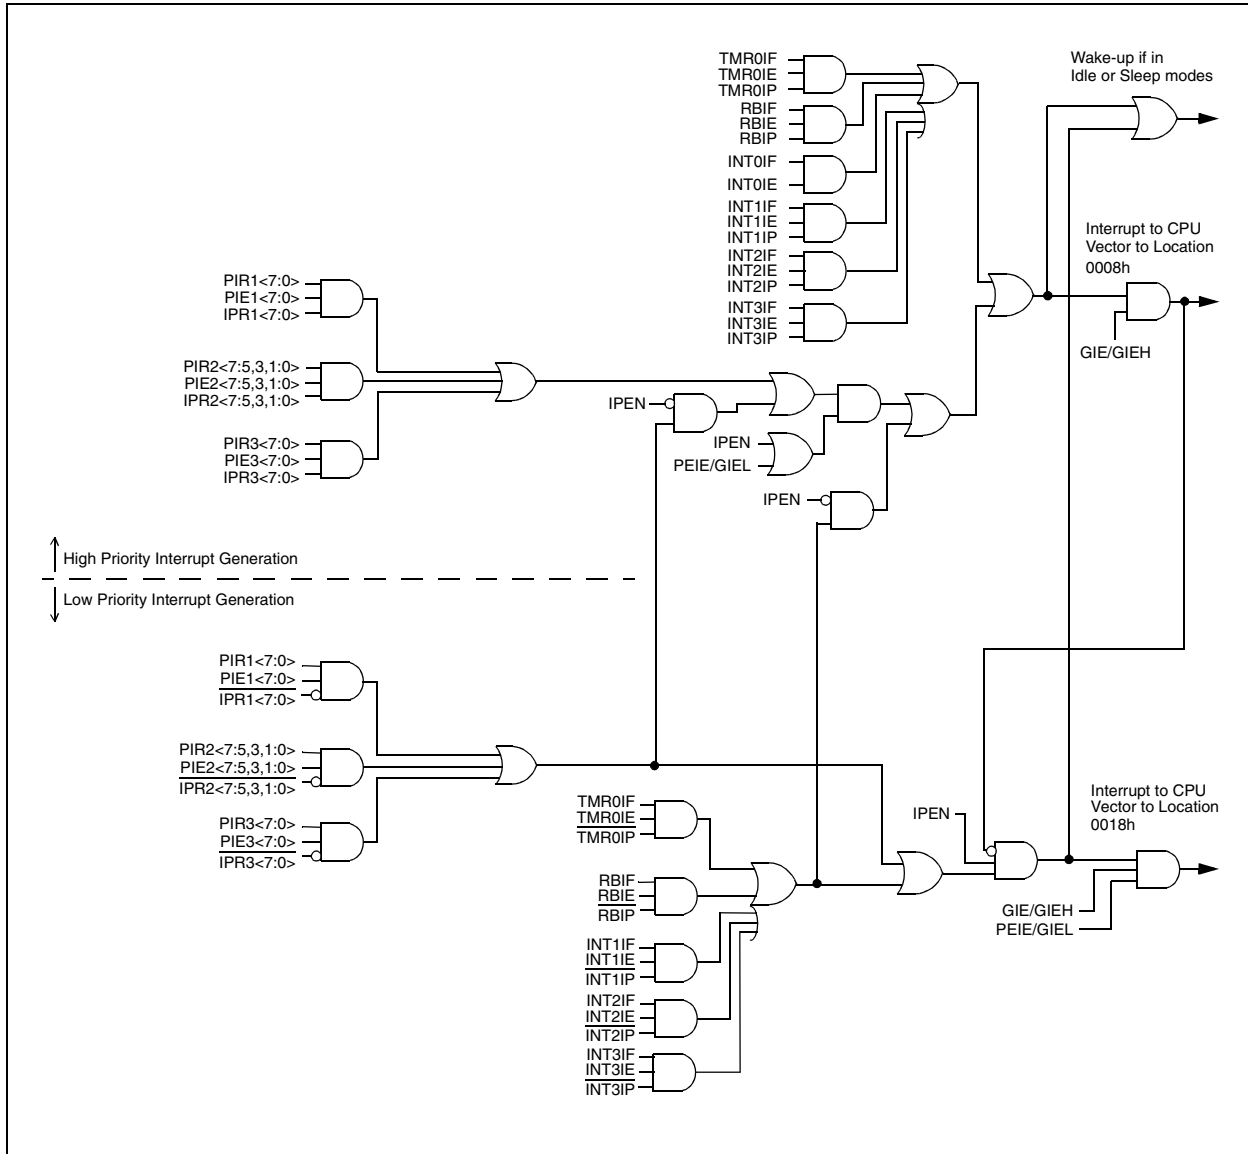 TMR0IF
TMR0IE
TMR0IP
RBIF
RBIE
RBIP
INT0IF
INT0IE
INT1IF
INT1IE
INT1IP
INT2IF
INT2IE
INT2IP
INT3IF
INT3IE
INT3IP
Wake-up if in
Idle or Sleep modes
Interrupt to CPU
Vector to Location
0008h
GIE/GIEH
PIR1<7:0>
PIE1<7:0>
IPR1<7:0>
PIR2<7:5,3,1:0>
PIE2<7:5,3,1:0>
IPR2<7:5,3,1:0>
PIR3<7:0>
PIE3<7:0>
IPR3<7:0>
IPEN
IPEN
PEIE/GIEL
IPEN
High Priority Interrupt Generation
Low Priority Interrupt Generation
PIR1<7:0>
PIE1<7:0>
IPR1<7:0>
PIR2<7:5,3,1:0>
PIE2<7:5,3,1:0>
IPR2<7:5,3,1:0>
PIR3<7:0>
PIE3<7:0>
IPR3<7:0>
TMR0IF
TMR0IE
TMR0IP
RBIF
RBIE
RBIP
INT1IF
INT1IE
INT1IP
INT2IF
INT2IE
INT2IP
INT3IF
INT3IE
INT3IP
IPEN
Interrupt to CPU
Vector to Location
0018h
GIE/GIEH
PEIE/GIEL